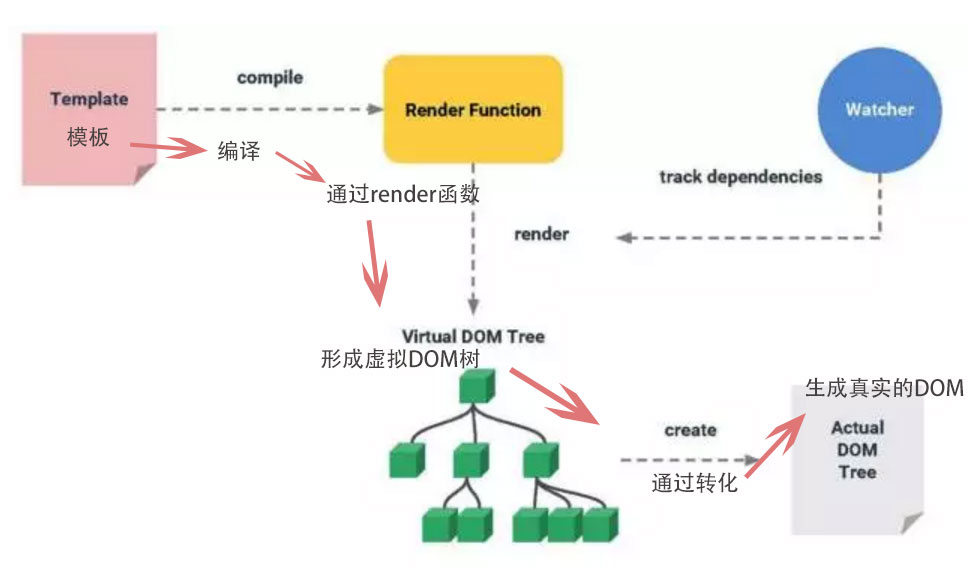 compile
Template
模板
编译
Render Function
Watcher
通过render函数
track dependencies
render
Virtual DOM Tree
形成虚拟DOM树
create
通过转化
生成真实的DOM
Actual
DOM
Tree